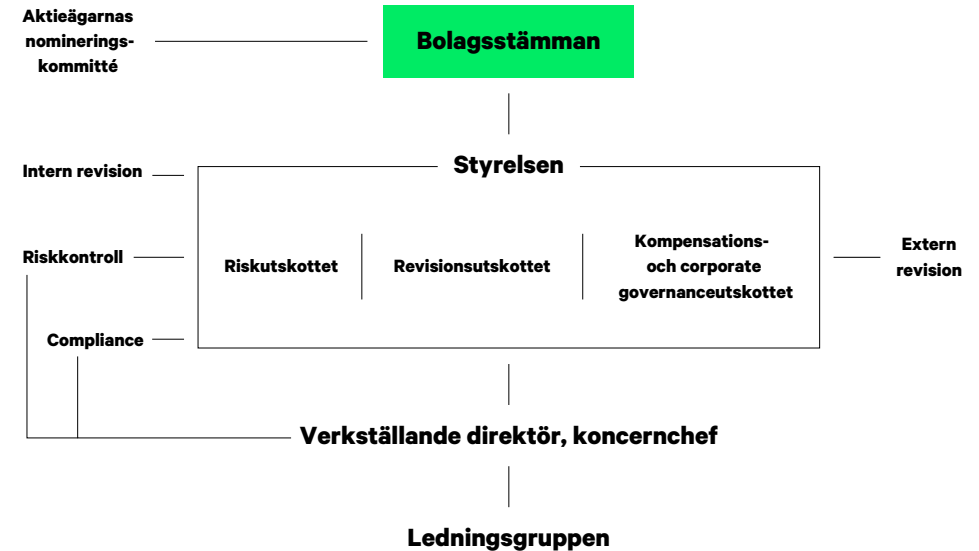 Aktieägarnas
nominerings-
kommitté
Bolagsstämman
Styrelsen
Intern revision
Riskkontroll
Compliance
Riskutskottet
Revisionsutskottet
Kompensations-
och corporate
governanceutskottet
Extern
revision
Verkställande direktör, koncernchef
Ledningsgruppen